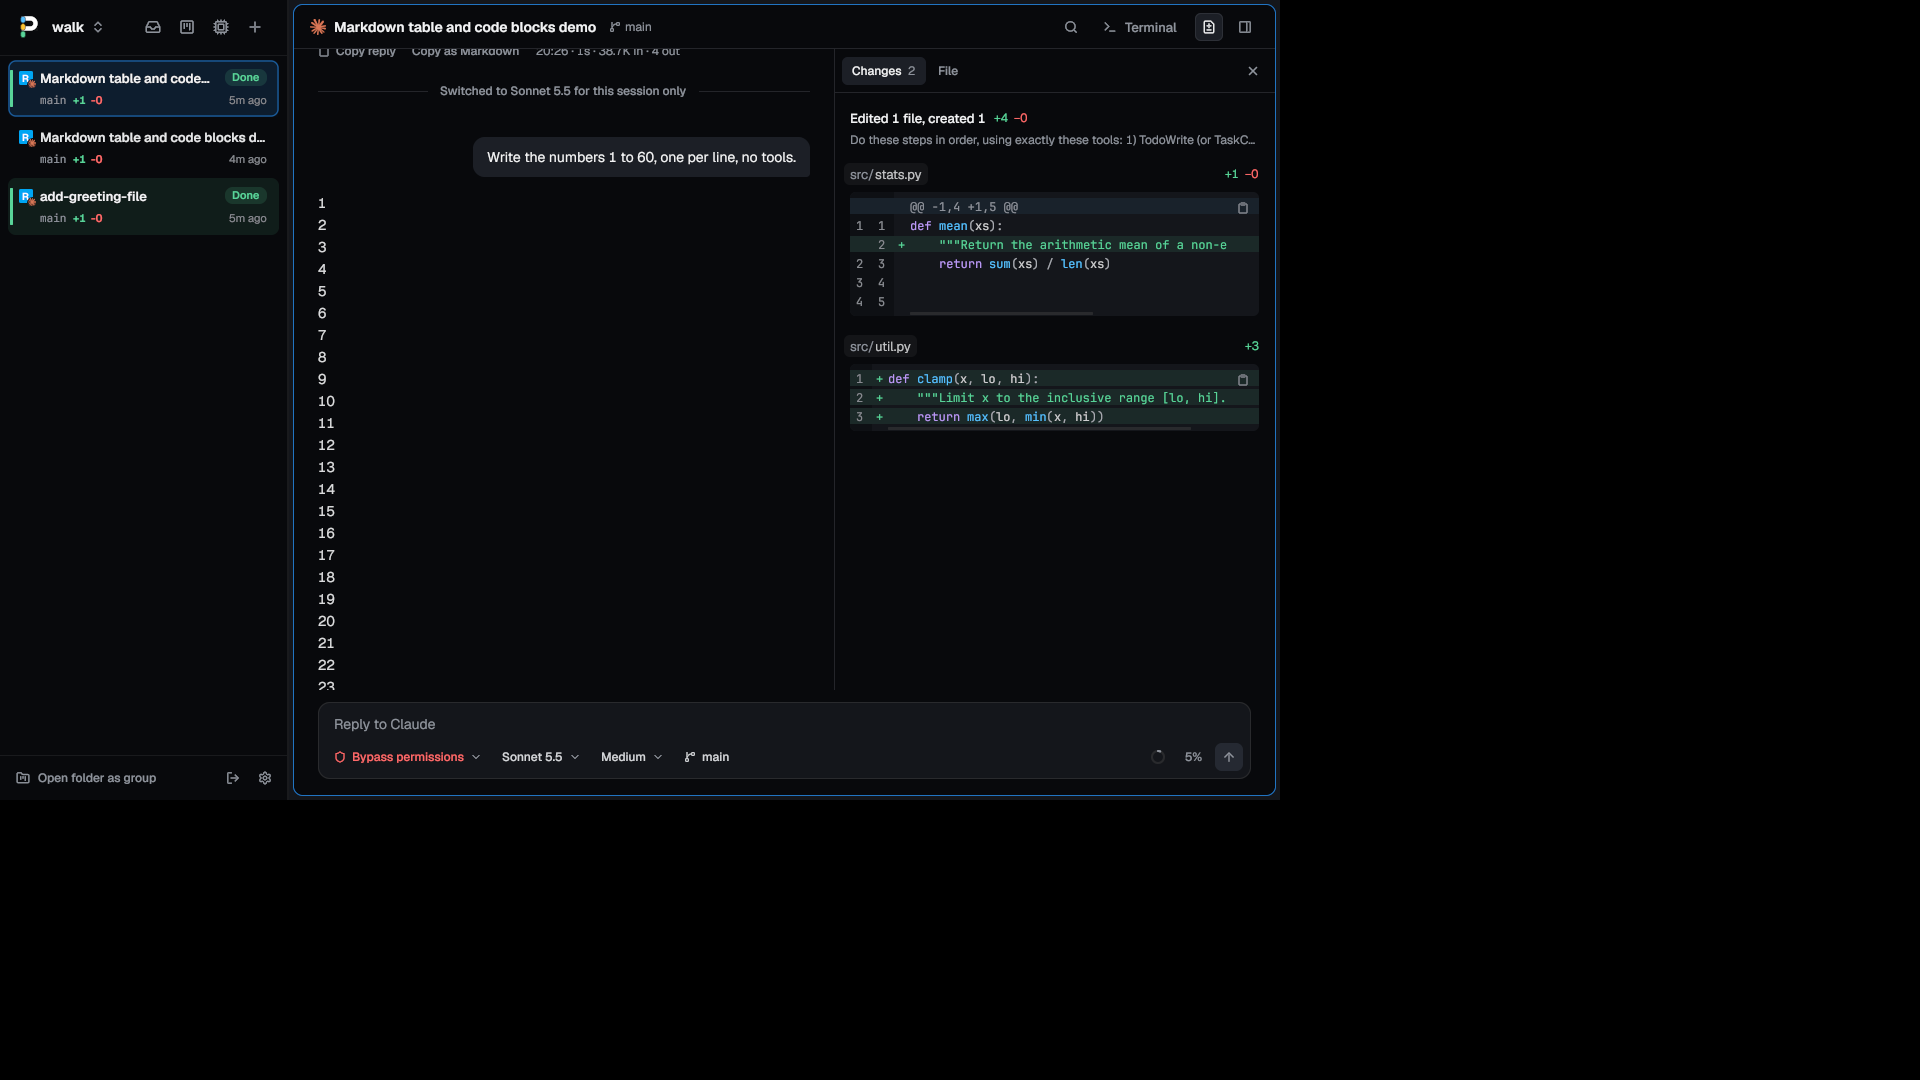 walk
Markdown table and code... Done
main +1 -0 5m ago
Markdown table and code blocks d...
main +1 -0 4m ago
add-greeting-file Done
main +1 -0 5m ago
Open folder as group
Markdown table and code blocks demo main
Terminal
Copy reply Copy as Markdown 20:26 · 1s · 38.7K in · 4 out
Switched to Sonnet 5.5 for this session only
Write the numbers 1 to 60, one per line, no tools.
1
2
3
4
5
6
7
8
9
10
11
12
13
14
15
16
17
18
19
20
21
22
23
Changes 2 File
Edited 1 file, created 1 +4 −0
Do these steps in order, using exactly these tools: 1) TodoWrite (or TaskC...
src/stats.py +1 −0
@@ -1,4 +1,5 @@
1 1 def mean(xs):
2 + """Return the arithmetic mean of a non-e
2 3 return sum(xs) / len(xs)
3 4
4 5
src/util.py +3
1 + def clamp(x, lo, hi):
2 + """Limit x to the inclusive range [lo, hi].
3 + return max(lo, min(x, hi))
Reply to Claude
Bypass permissions Sonnet 5.5 Medium main 5%